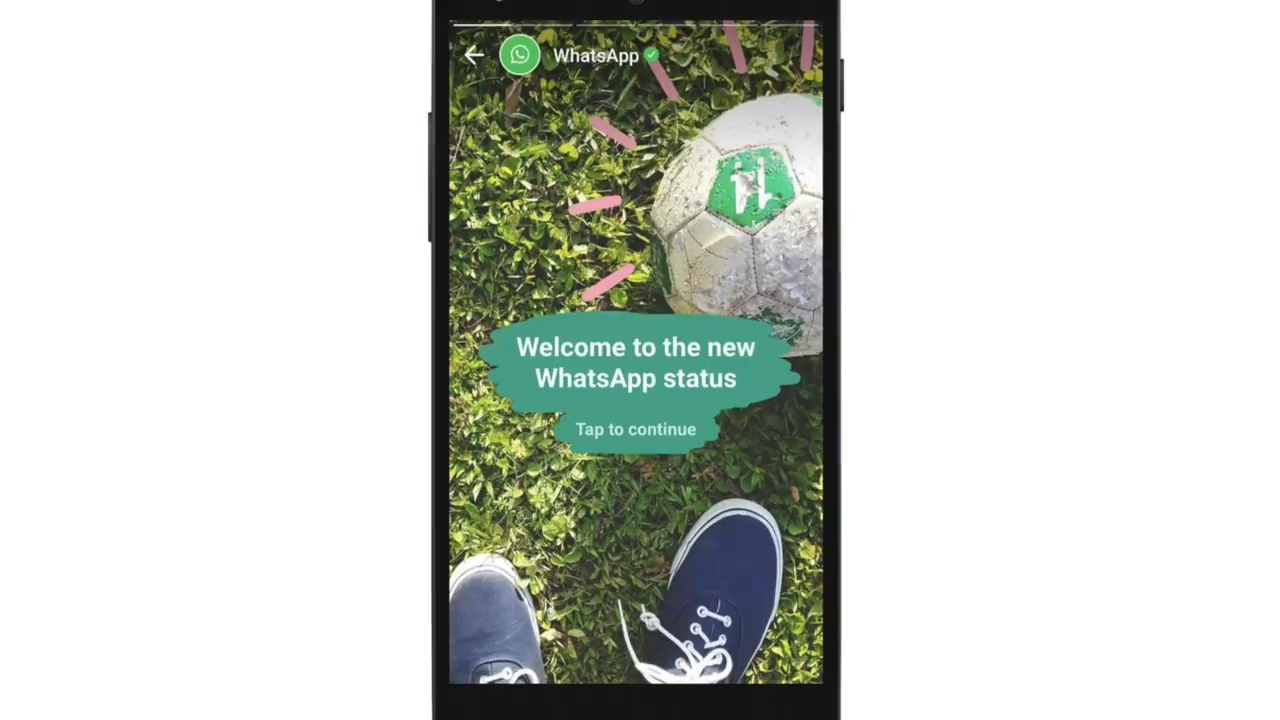 WhatsApp
Welcome to the new
WhatsApp status
Tap to continue